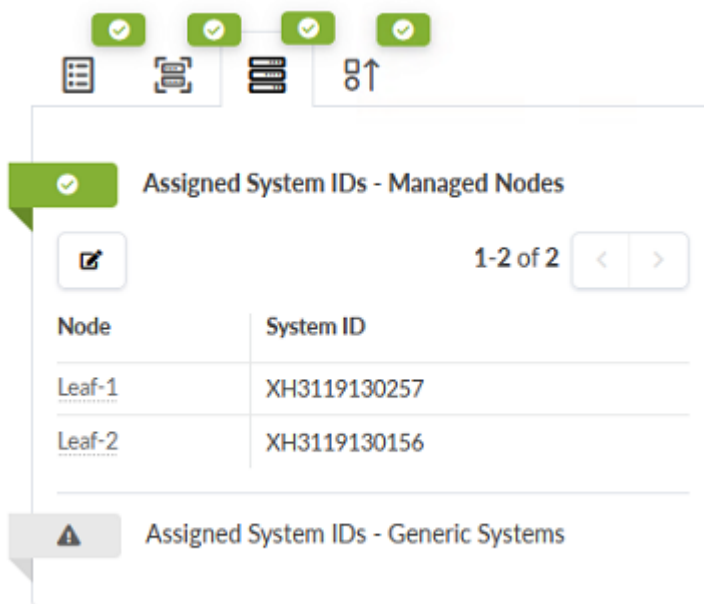 Assigned System IDs - Managed Nodes
1-2 of 2
Node System ID
Leaf-1 XH3119130257
Leaf-2 XH3119130156
Assigned System IDs - Generic Systems